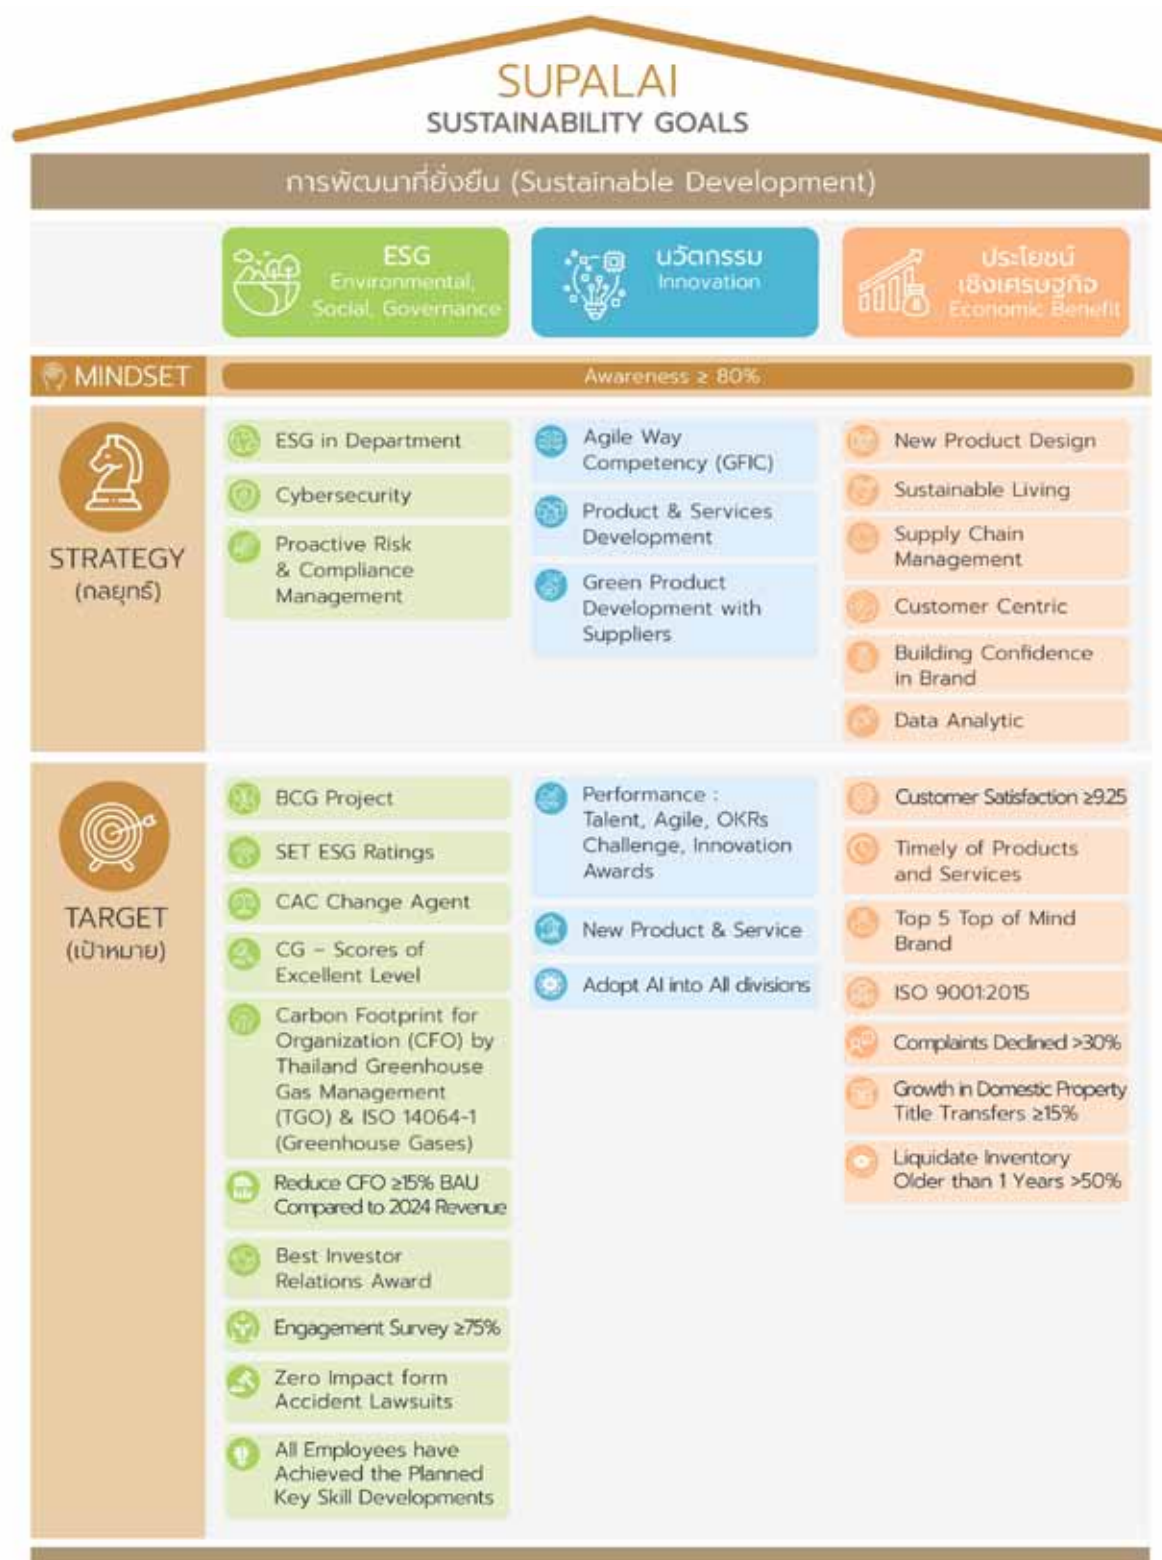 SUPALAI
SUSTAINABILITY GOALS
การพัฒนาที่ยั่งยืน (Sustainable Development)
ESG
Environmental,
Social, Governance
นวัตกรรม
Innovation
ประโยชน์
เชิงเศรษฐกิจ
Economic Benefit
MINDSET
Awareness ≥ 80%
STRATEGY
(กลยุทธ์)
ESG in Department
Cybersecurity
Proactive Risk
& Compliance
Management
Agile Way
Competency (GFIC)
Product & Services
Development
Green Product
Development with
Suppliers
New Product Design
Sustainable Living
Supply Chain
Management
Customer Centric
Building Confidence
in Brand
Data Analytic
TARGET
(เป้าหมาย)
BCG Project
SET ESG Ratings
CAC Change Agent
CG – Scores of
Excellent Level
Carbon Footprint for
Organization (CFO) by
Thailand Greenhouse
Gas Management
(TGO) & ISO 14064-1
(Greenhouse Gases)
Reduce CFO ≥15% BAU
Compared to 2024 Revenue
Best Investor
Relations Award
Engagement Survey ≥75%
Zero Impact form
Accident Lawsuits
All Employees have
Achieved the Planned
Key Skill Developments
Performance :
Talent, Agile, OKRs
Challenge, Innovation
Awards
New Product & Service
Adopt AI into All divisions
Customer Satisfaction ≥9.25
Timely of Products
and Services
Top 5 Top of Mind
Brand
ISO 9001:2015
Complaints Declined >30%
Growth in Domestic Property
Title Transfers ≥15%
Liquidate Inventory
Older than 1 Years >50%